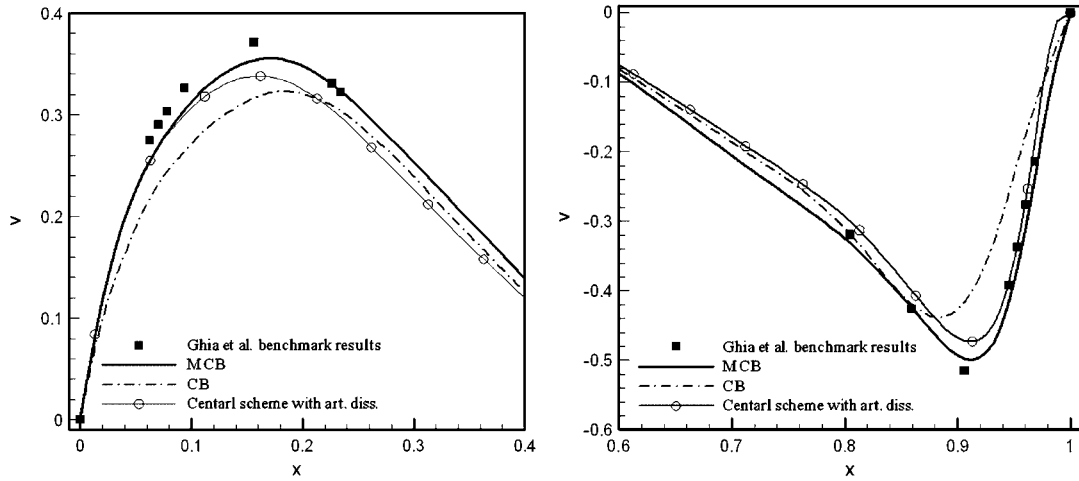 0.4
0.3
0.2
0.1
0
v
0
0.1
0.2
0.3
0.4
x
Ghia et al. benchmark results
MCB
CB
Centarl scheme with art. diss.
0
-0.1
-0.2
-0.3
-0.4
-0.5
-0.6
v
0.6
0.7
0.8
0.9
1
x
Ghia et al. benchmark results
MCB
CB
Centarl scheme with art. diss.